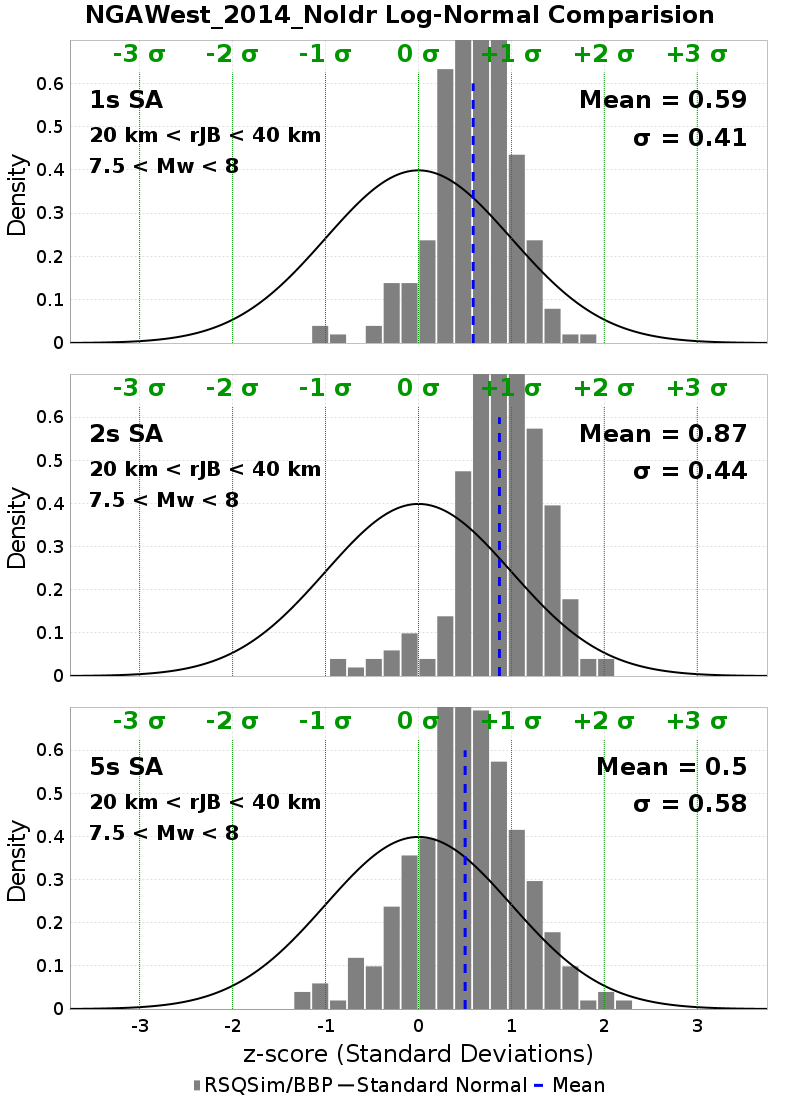 NGAWest_2014_NoIdr Log-Normal Comparision
-3 σ -2 σ -1 σ 0 σ +1 σ +2 σ +3 σ
1s SA
Mean = 0.59
20 km < rJB < 40 km
σ = 0.41
7.5 < Mw < 8
Density
0.6
0.5
0.4
0.3
0.2
0.1
0
-3 σ -2 σ -1 σ 0 σ +1 σ +2 σ +3 σ
2s SA
Mean = 0.87
20 km < rJB < 40 km
σ = 0.44
7.5 < Mw < 8
Density
0.6
0.5
0.4
0.3
0.2
0.1
0
-3 σ -2 σ -1 σ 0 σ +1 σ +2 σ +3 σ
5s SA
Mean = 0.5
20 km < rJB < 40 km
σ = 0.58
7.5 < Mw < 8
Density
0.6
0.5
0.4
0.3
0.2
0.1
0
-3 -2 -1 0 1 2 3
z-score (Standard Deviations)
RSQSim/BBP Standard Normal Mean